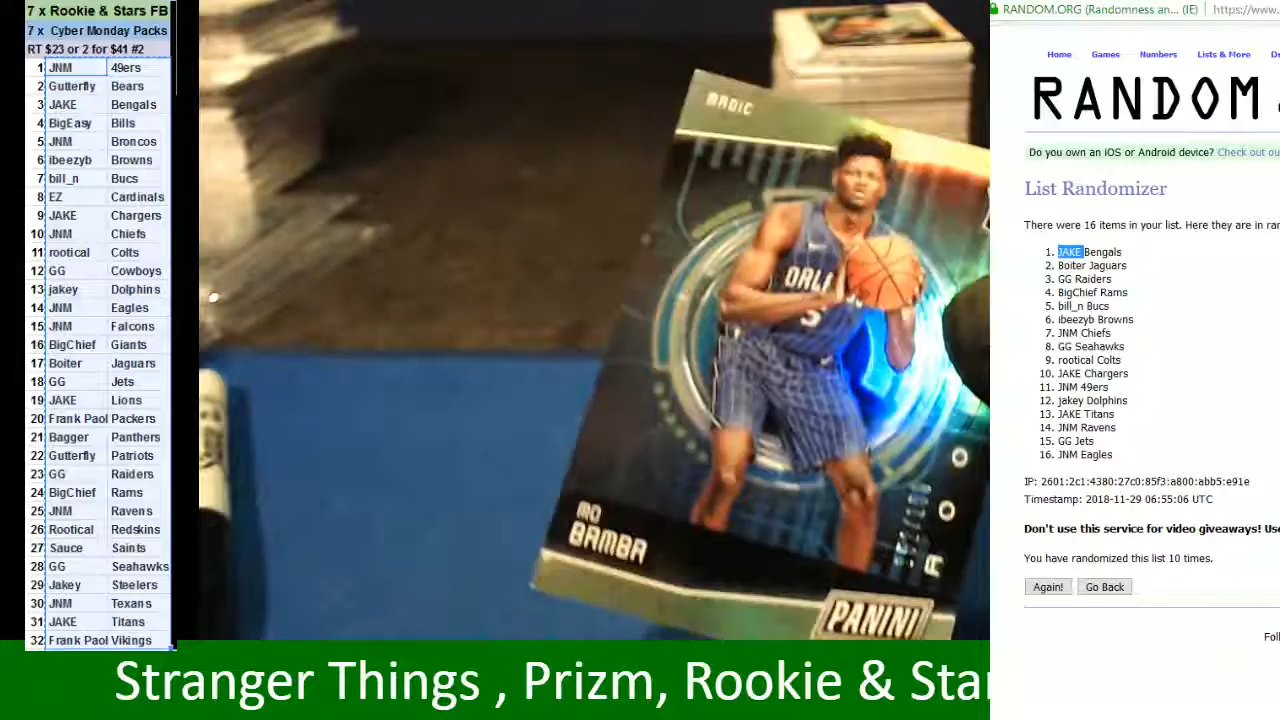 7 x Rookie & Stars FB
7 x Cyber Monday Packs
RT $23 or 2 for $41 #2
1 JNM 49ers
2 Gutterfly Bears
3 JAKE Bengals
4 BigEasy Bills
5 JNM Broncos
6 ibeezyb Browns
7 bill_n Bucs
8 EZ Cardinals
9 JAKE Chargers
10 JNM Chiefs
11 rootical Colts
12 GG Cowboys
13 jakey Dolphins
14 JNM Eagles
15 JNM Falcons
16 BigChief Giants
17 Boiter Jaguars
18 GG Jets
19 JAKE Lions
20 Frank Paol Packers
21 Bagger Panthers
22 Gutterfly Patriots
23 GG Raiders
24 BigChief Rams
25 JNM Ravens
26 Rootical Redskins
27 Sauce Saints
28 GG Seahawks
29 Jakey Steelers
30 JNM Texans
31 JAKE Titans
32 Frank Paol Vikings
MAGIC
ORL
5
MO
BAMBA
PANINI
Stranger Things , Prizm, Rookie & Star
RANDOM.ORG (Randomness an... (IE) https://www.
Home Games Numbers Lists & More
RANDOM
Do you own an iOS or Android device? Check out ou
List Randomizer
There were 16 items in your list. Here they are in ran
1. JAKE Bengals
2. Boiter Jaguars
3. GG Raiders
4. BigChief Rams
5. bill_n Bucs
6. ibeezyb Browns
7. JNM Chiefs
8. GG Seahawks
9. rootical Colts
10. JAKE Chargers
11. JNM 49ers
12. jakey Dolphins
13. JAKE Titans
14. JNM Ravens
15. GG Jets
16. JNM Eagles
IP: 2601:2c1:4380:27c0:85f3:a800:abb5:e91e
Timestamp: 2018-11-29 06:55:06 UTC
Don't use this service for video giveaways! Use
You have randomized this list 10 times.
Again! Go Back
Foll